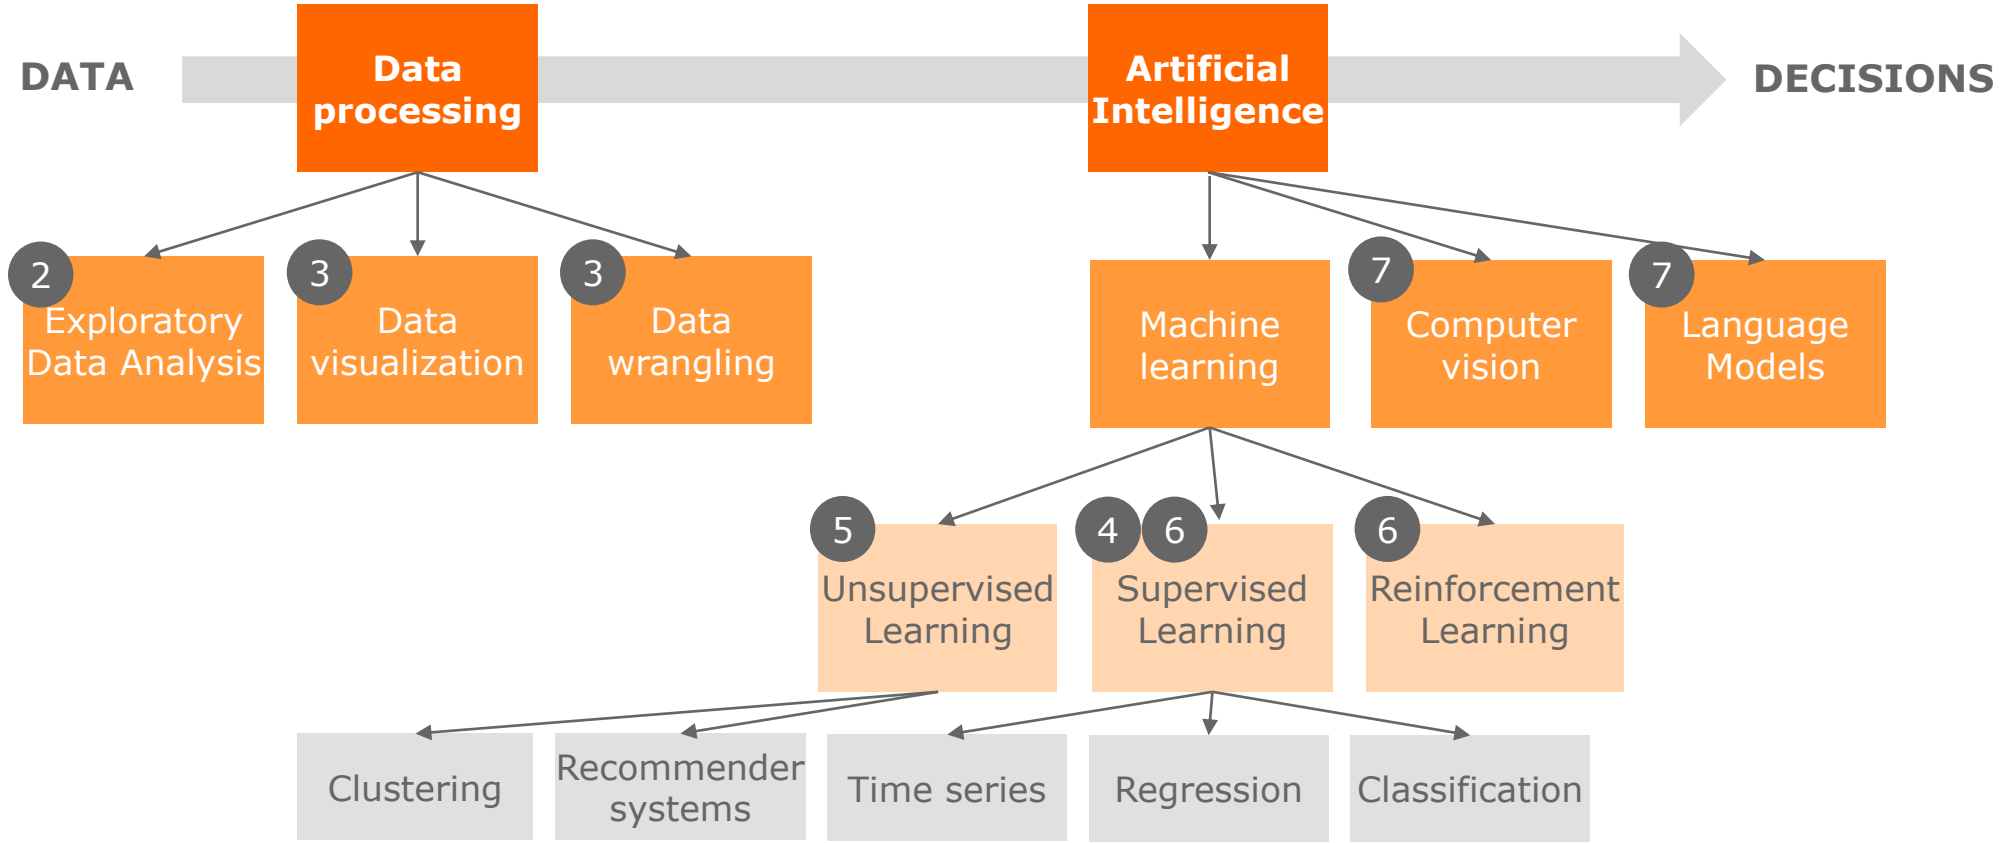 DATA
Data
processing
Artificial
Intelligence
DECISIONS
2
Exploratory
Data Analysis
3
Data
visualization
3
Data
wrangling
Machine
learning
7
Computer
vision
7
Language
Models
5
Unsupervised
Learning
4
6
Supervised
Learning
6
Reinforcement
Learning
Clustering
Recommender
systems
Time series
Regression
Classification